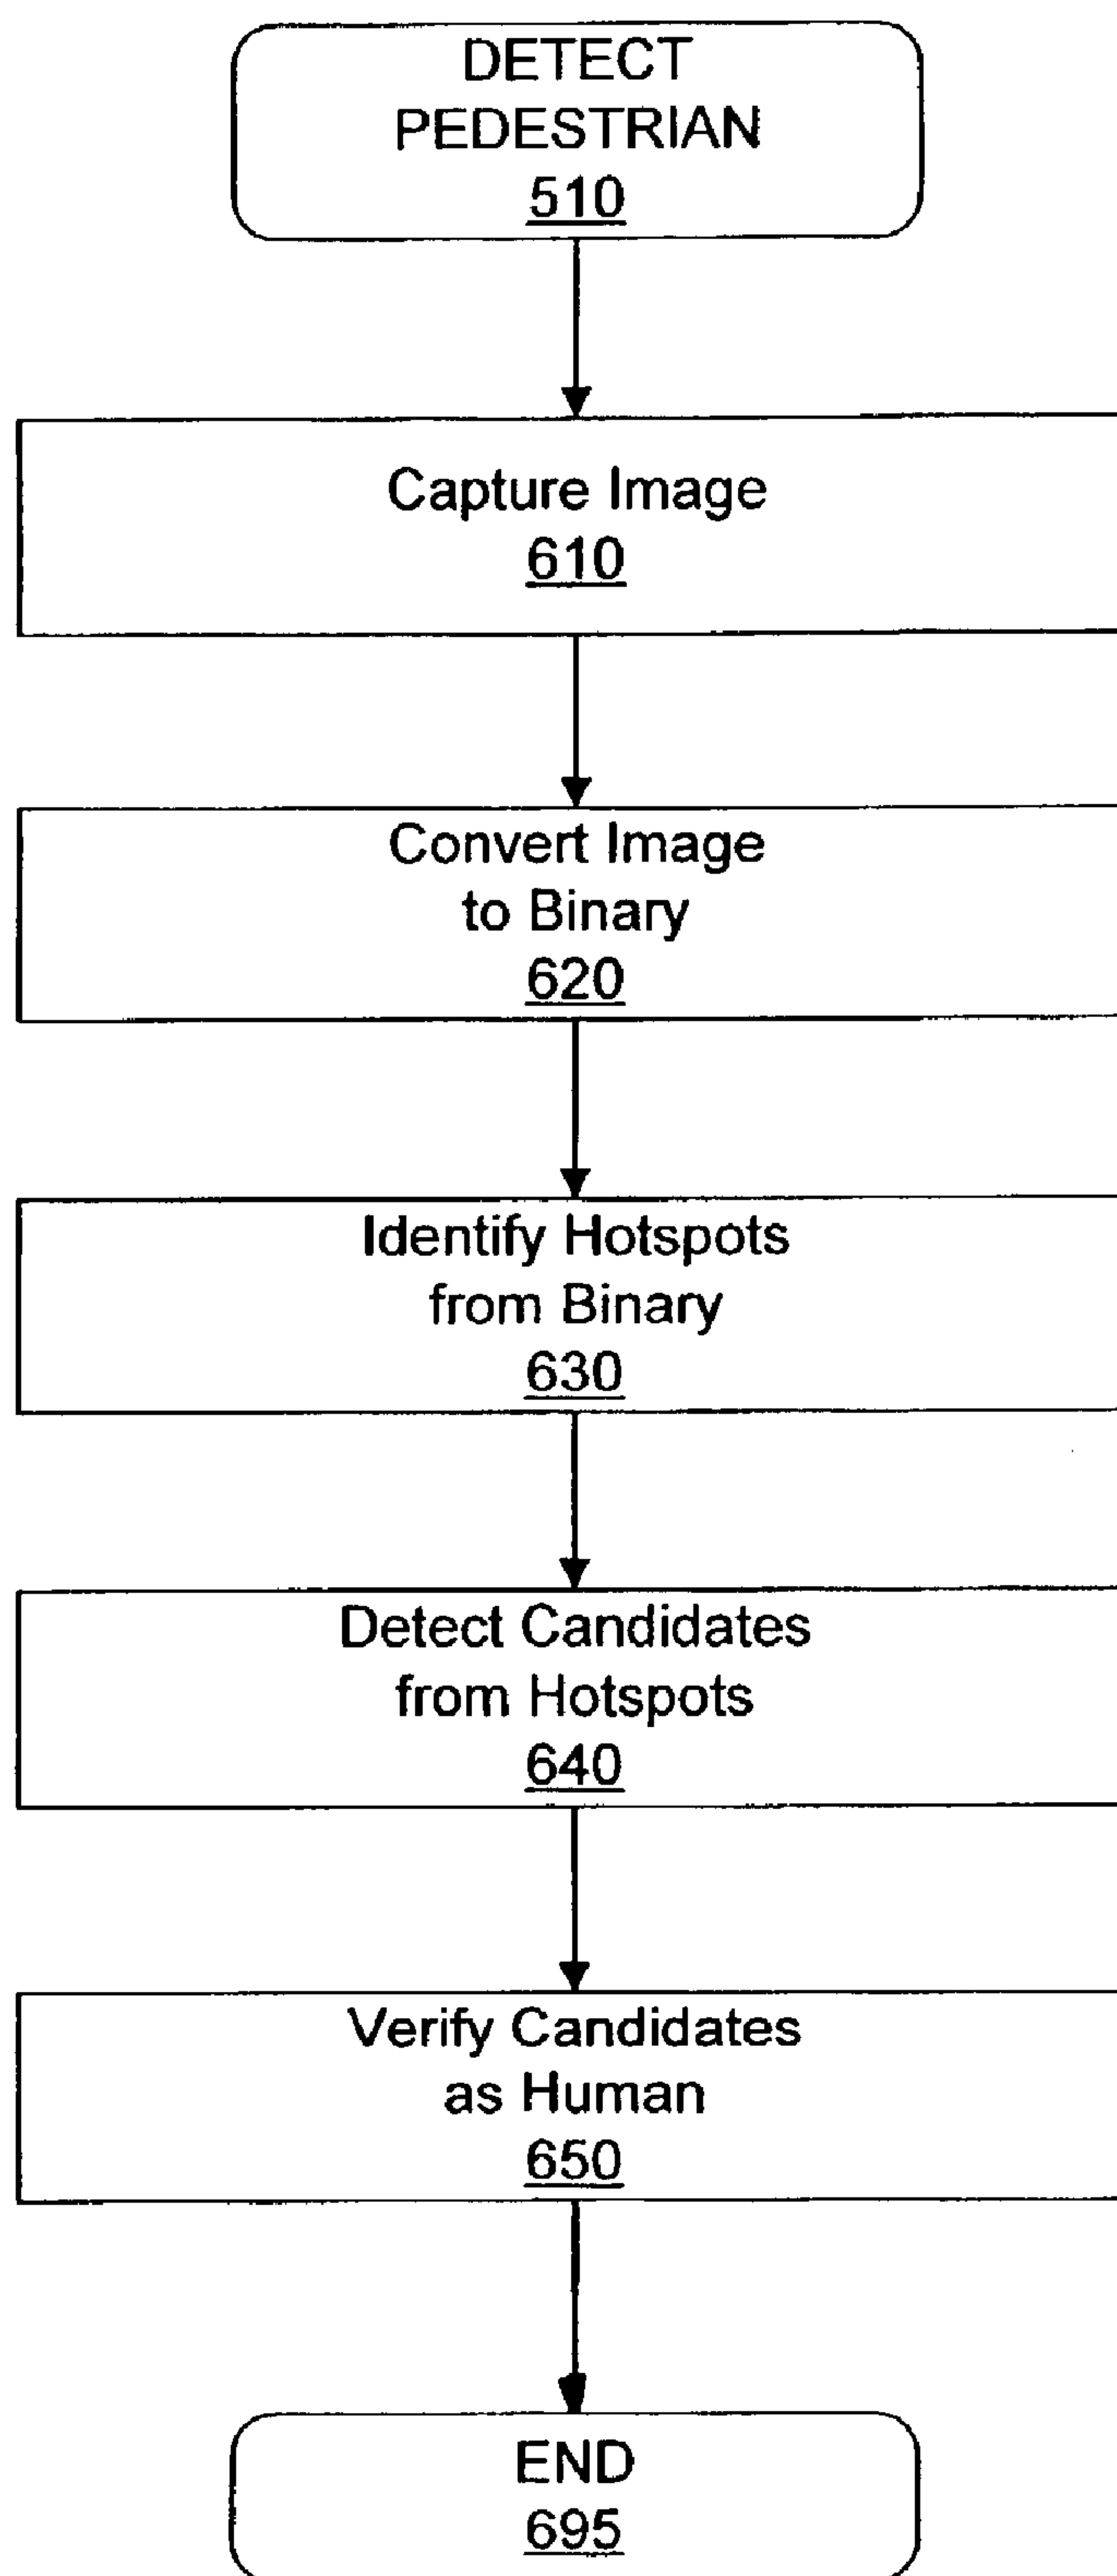 DETECT
PEDESTRIAN
510
Capture Image
610
Convert Image
to Binary
620
Identify Hotspots
from Binary
630
Detect Candidates
from Hotspots
640
Verify Candidates
as Human
650
END
695